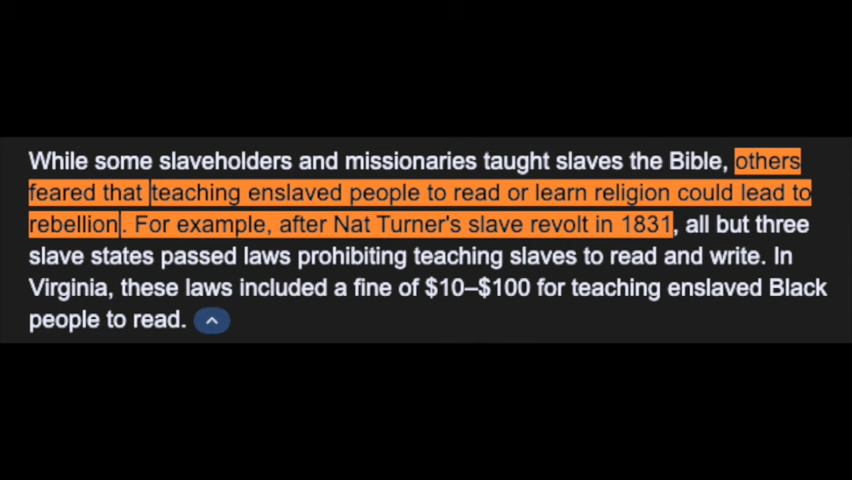 While some slaveholders and missionaries taught slaves the Bible, others
feared that teaching enslaved people to read or learn religion could lead to
rebellion. For example, after Nat Turner's slave revolt in 1831, all but three
slave states passed laws prohibiting teaching slaves to read and write. In
Virginia, these laws included a fine of $10–$100 for teaching enslaved Black
people to read.